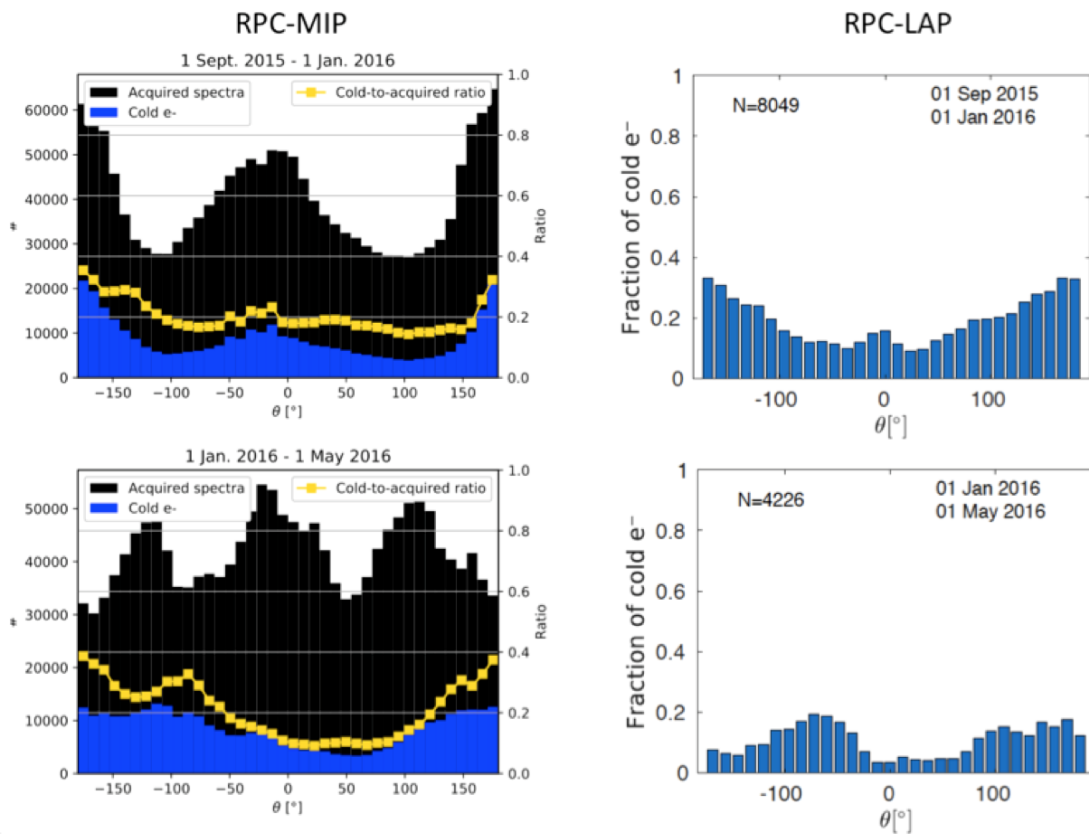 RPC-MIP
RPC-LAP
1 Sept. 2015 - 1 Jan. 2016
Acquired spectra
Cold e-
Cold-to-acquired ratio
60000
50000
40000
30000
20000
10000
0
#
1.0
0.8
0.6
0.4
0.2
0.0
Ratio
−150 −100 −50 0 50 100 150
θ [°]
N=8049
01 Sep 2015
01 Jan 2016
1
0.8
0.6
0.4
0.2
0
Fraction of cold e⁻
-100 0 100
θ[°]
1 Jan. 2016 - 1 May 2016
Acquired spectra
Cold e-
Cold-to-acquired ratio
50000
40000
30000
20000
10000
0
#
1.0
0.8
0.6
0.4
0.2
0.0
Ratio
−150 −100 −50 0 50 100 150
θ [°]
N=4226
01 Jan 2016
01 May 2016
1
0.8
0.6
0.4
0.2
0
Fraction of cold e⁻
-100 0 100
θ[°]